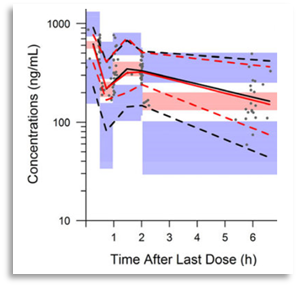 Concentrations (ng/mL)
1000
100
10
1 2 3 4 5 6
Time After Last Dose (h)